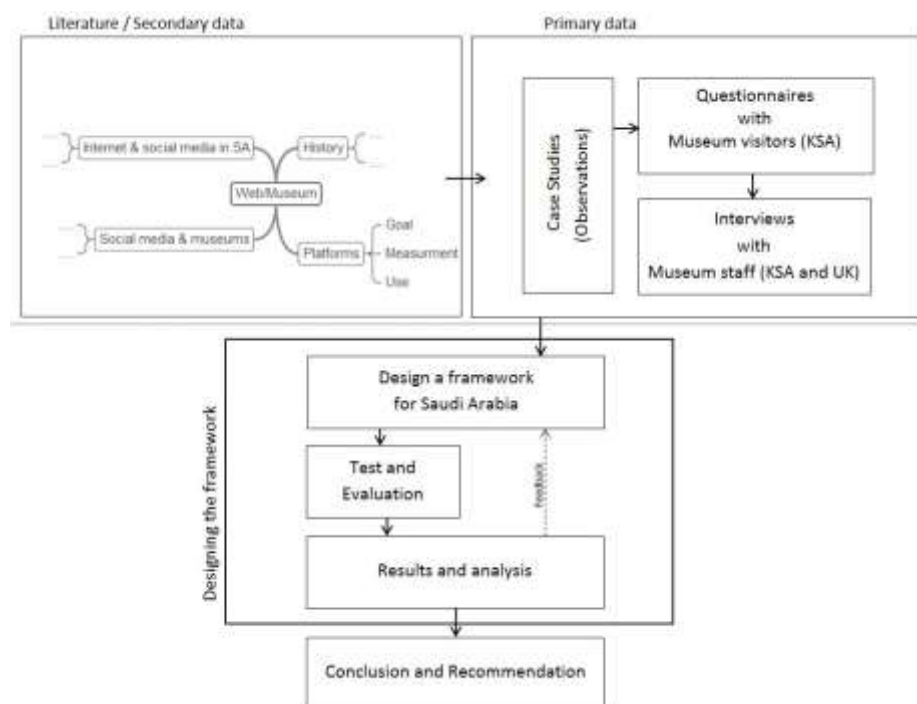 Literature / Secondary data
Internet & social media in SA
History
Web/Museum
Social media & museums
Platforms
Goal
Measurment
Use
Primary data
Case Studies
(Observations)
Questionnaires
with
Museum visitors (KSA)
Interviews
with
Museum staff (KSA and UK)
Designing the framework
Design a framework
for Saudi Arabia
Test and
Evaluation
Feedback
Results and analysis
Conclusion and Recommendation